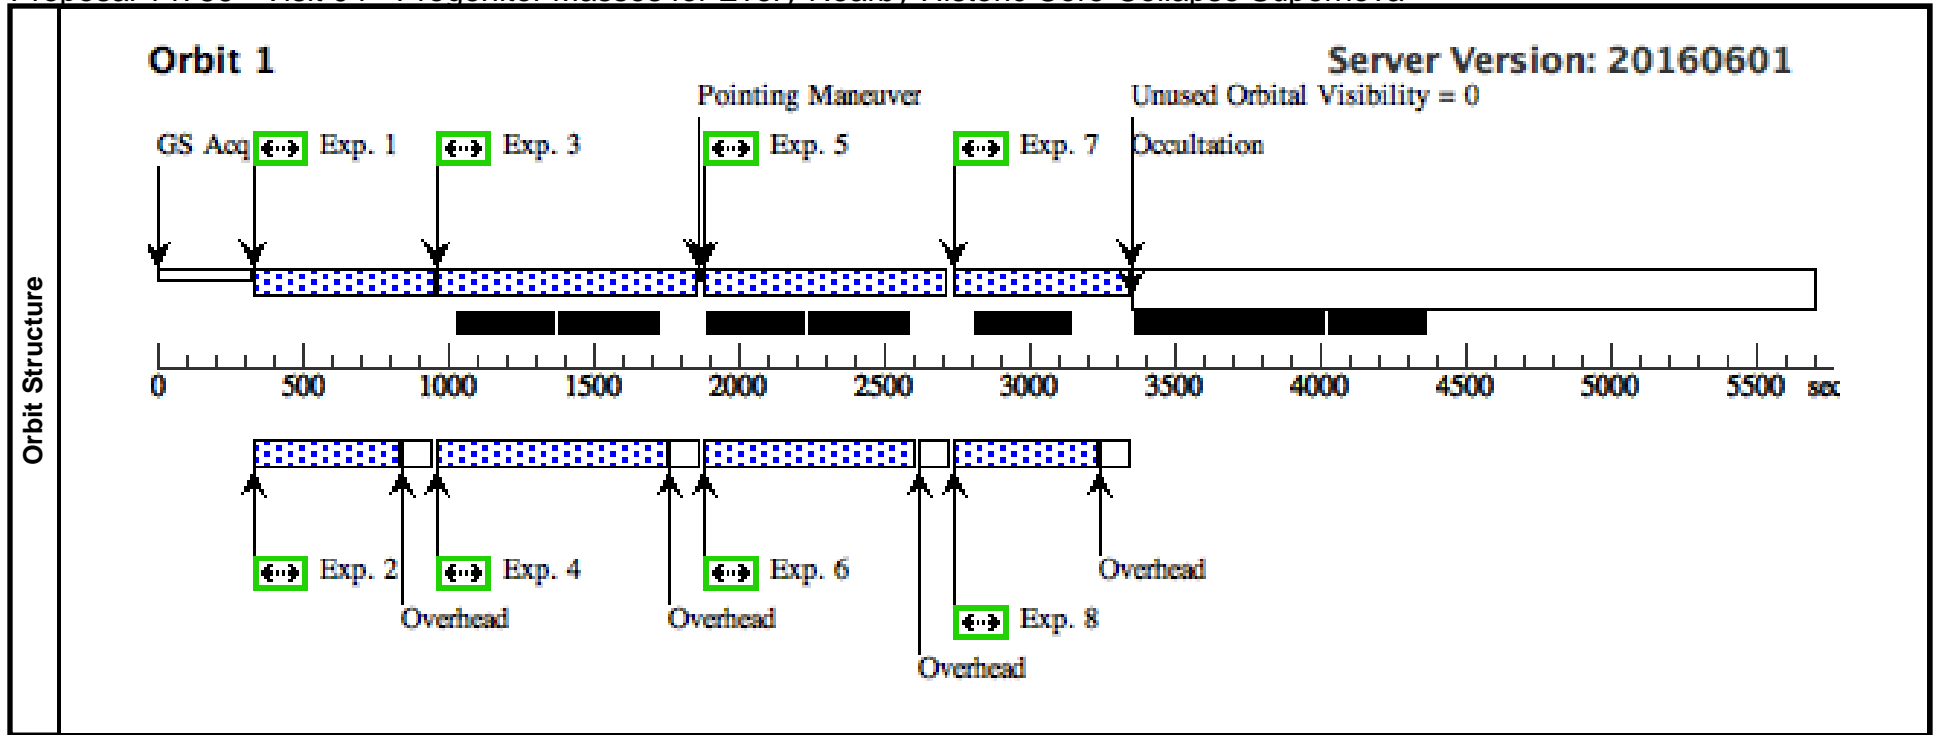 Orbit Structure
Orbit 1
Server Version: 20160601
Pointing Maneuver
Unused Orbital Visibility = 0
GS Acq
Exp. 1
Exp. 3
Exp. 5
Exp. 7
Occultation
0 500 1000 1500 2000 2500 3000 3500 4000 4500 5000 5500 sec
Exp. 2
Exp. 4
Exp. 6
Overhead
Overhead
Overhead
Exp. 8
Overhead